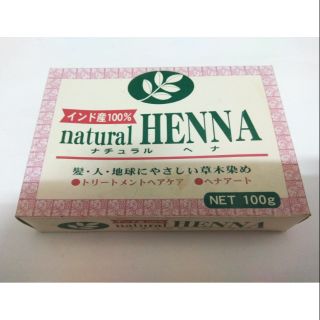 インド産100%
natural HENNA
ナチュラル ヘナ
髪・人・地球にやさしい草木染め
●トリートメントヘアケア ●ヘナアート
NET 100g